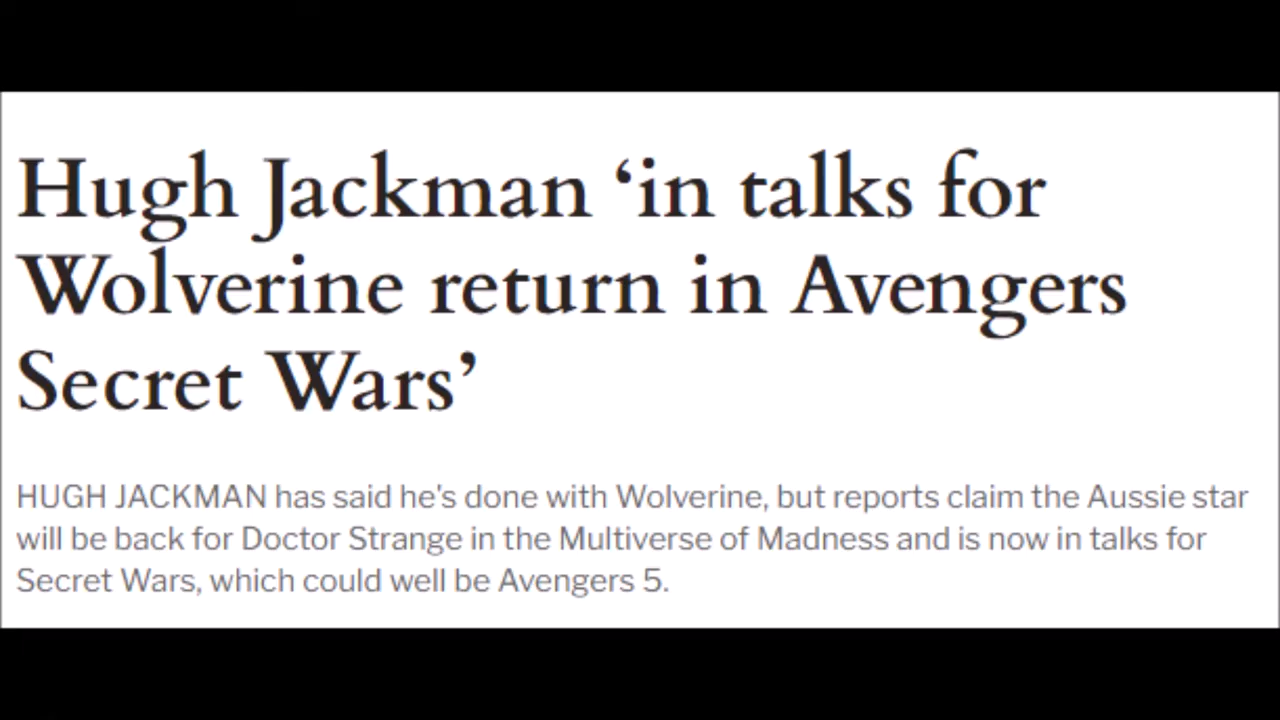 Hugh Jackman ‘in talks for
Wolverine return in Avengers
Secret Wars’
HUGH JACKMAN has said he's done with Wolverine, but reports claim the Aussie star
will be back for Doctor Strange in the Multiverse of Madness and is now in talks for
Secret Wars, which could well be Avengers 5.